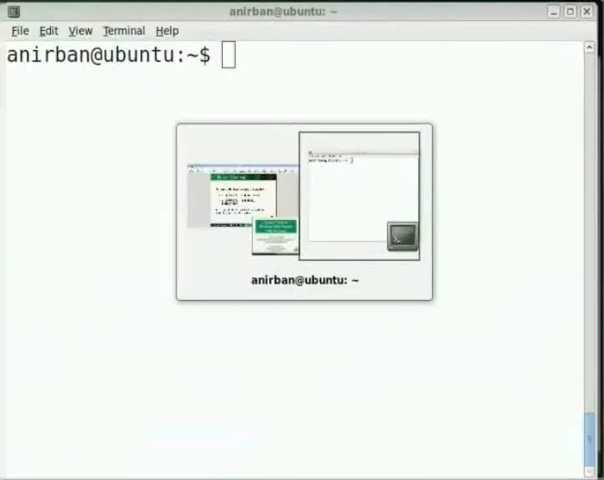 anirban@ubuntu: ~
File Edit View Terminal Help
anirban@ubuntu:~$
anirban@ubuntu: ~